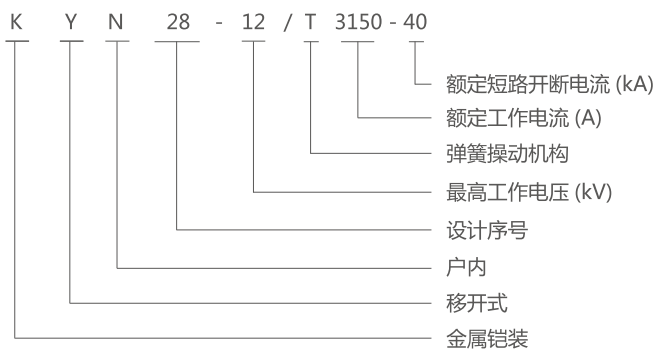 K Y N 28 - 12 / T 3150 - 40
额定短路开断电流 (kA)
额定工作电流 (A)
弹簧操动机构
最高工作电压 (kV)
设计序号
户内
移开式
金属铠装